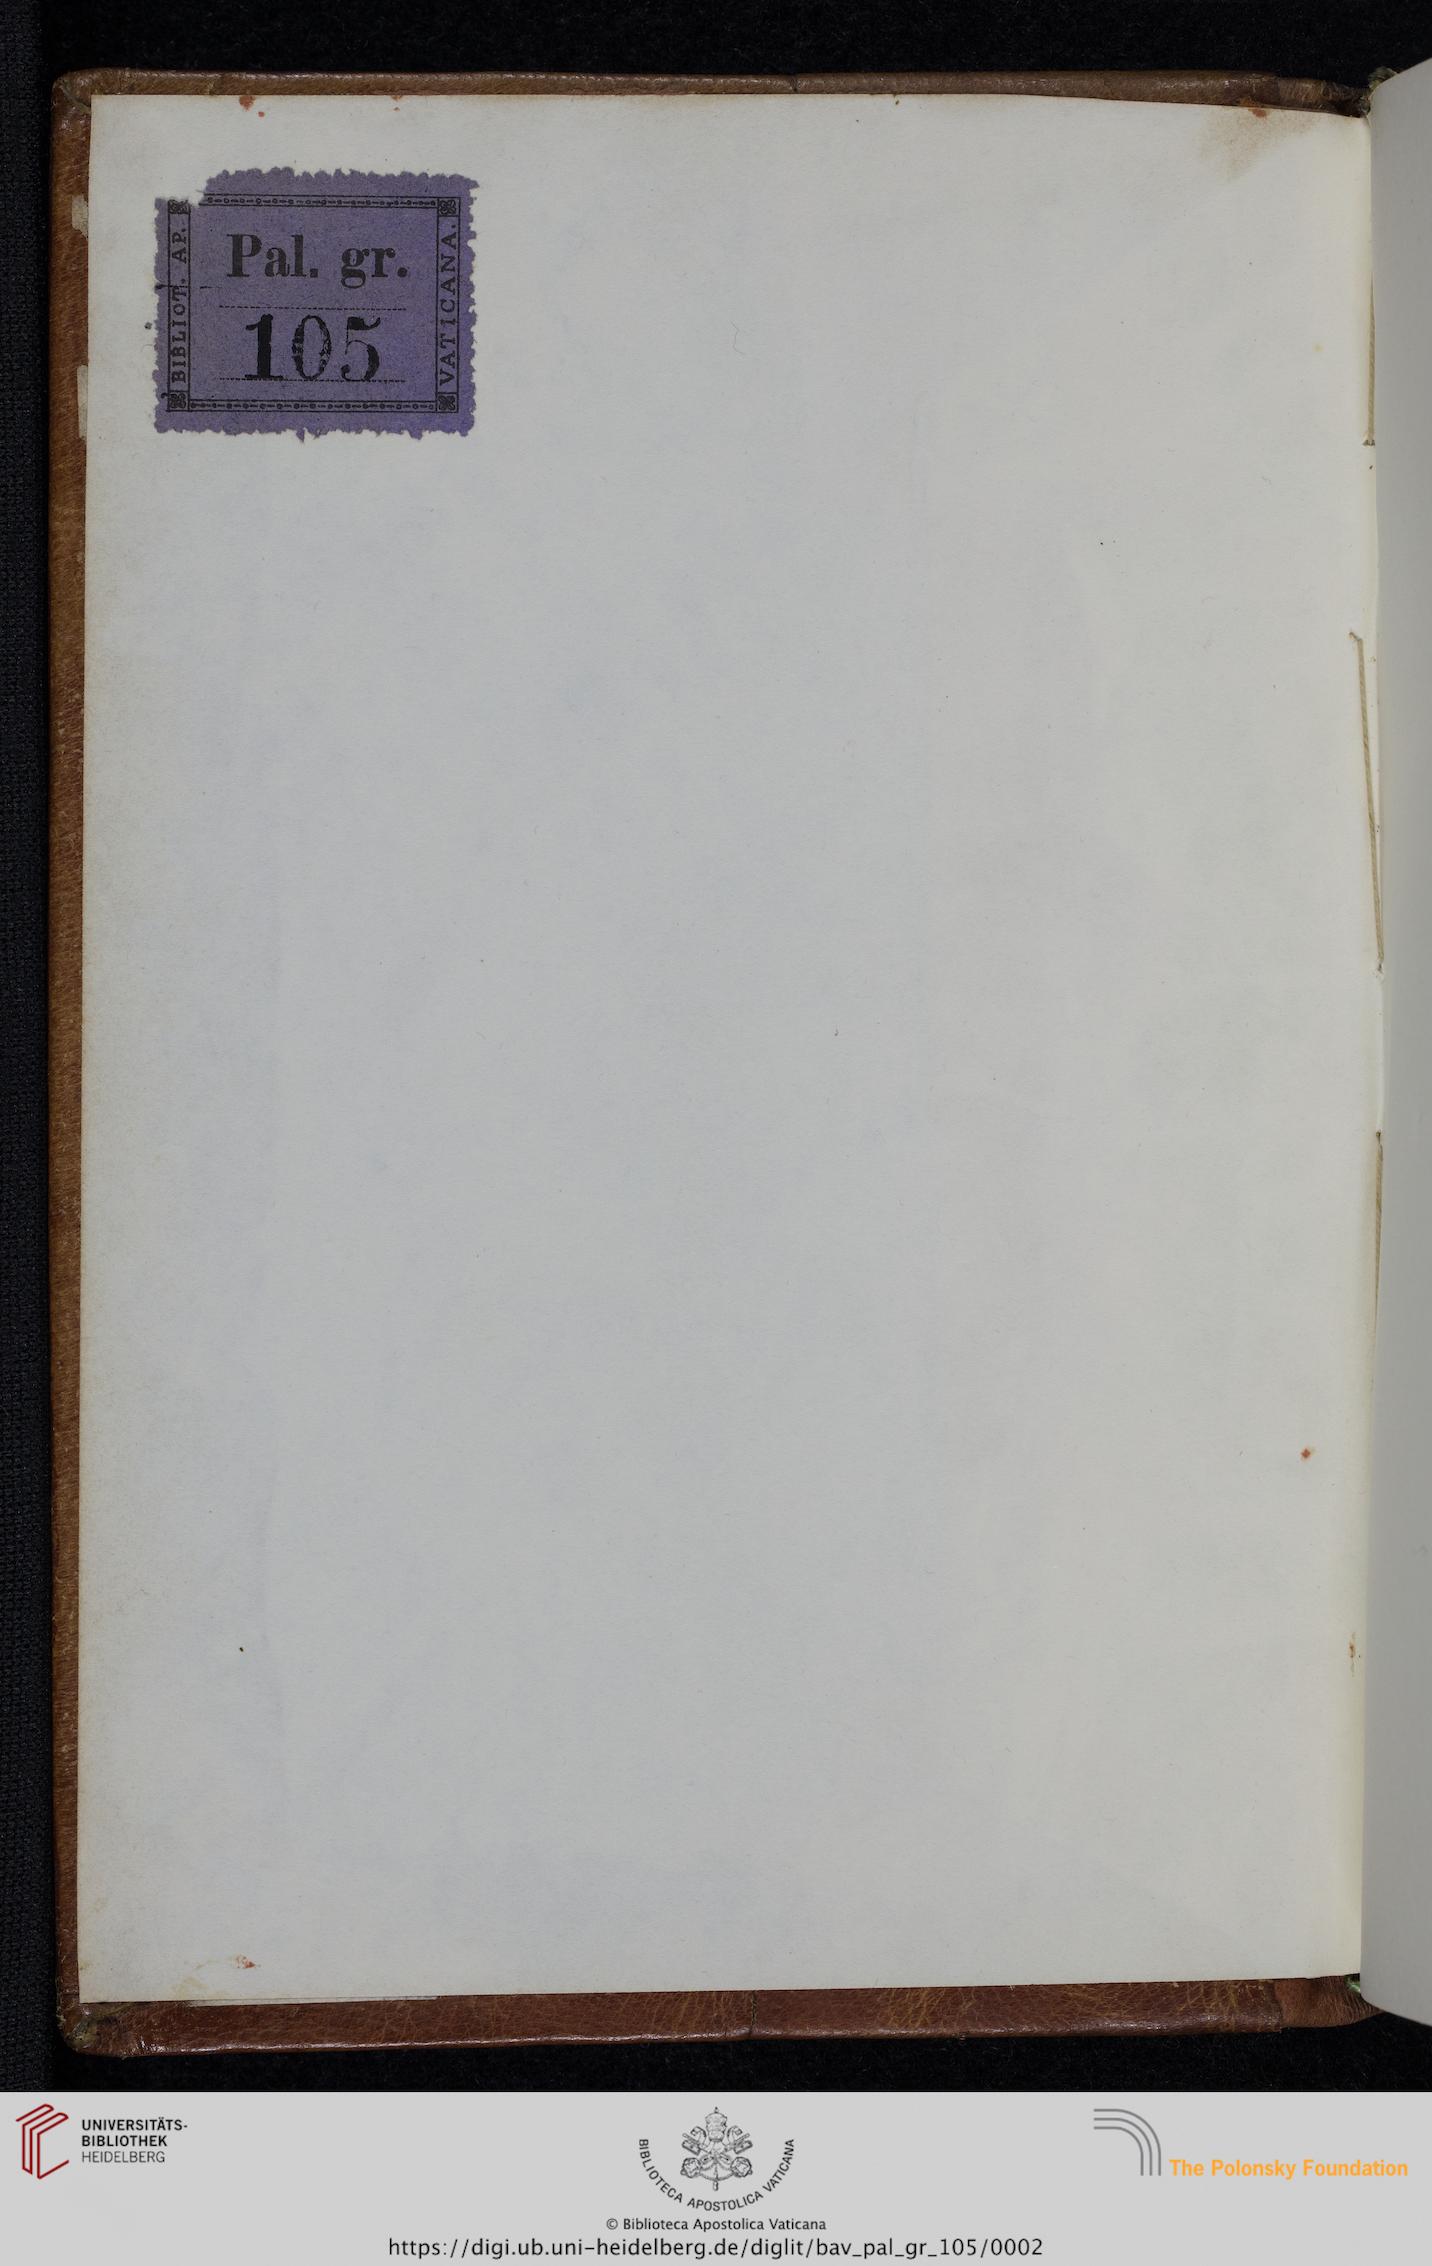 BIBLIOT. AP.
Pal. gr.
105
VATICANA.
UNIVERSITÄTS-
BIBLIOTHEK
HEIDELBERG
BIBLIOTECA APOSTOLICA VATICANA
The Polonsky Foundation
© Biblioteca Apostolica Vaticana
https://digi.ub.uni-heidelberg.de/diglit/bav_pal_gr_105/0002